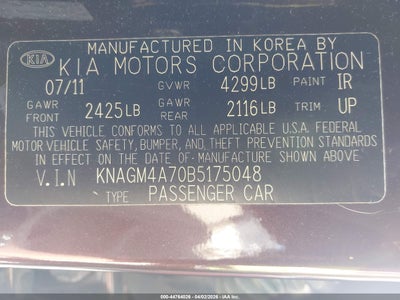 MANUFACTURED IN KOREA BY
KIA KIA MOTORS CORPORATION
07/11 GVWR 4299LB PAINT IR
GAWR FRONT 2425LB GAWR REAR 2116LB TRIM UP
THIS VEHICLE CONFORMS TO ALL APPLICABLE U.S.A. FEDERAL
MOTOR VEHICLE SAFETY, BUMPER, AND THEFT PREVENTION STANDARDS
IN EFFECT ON THE DATE OF MANUFACTURE SHOWN ABOVE.
V.I.N KNAGM4A70B5175048
TYPE PASSENGER CAR
500-44764026 - 04/02/2026 - IAA Inc.